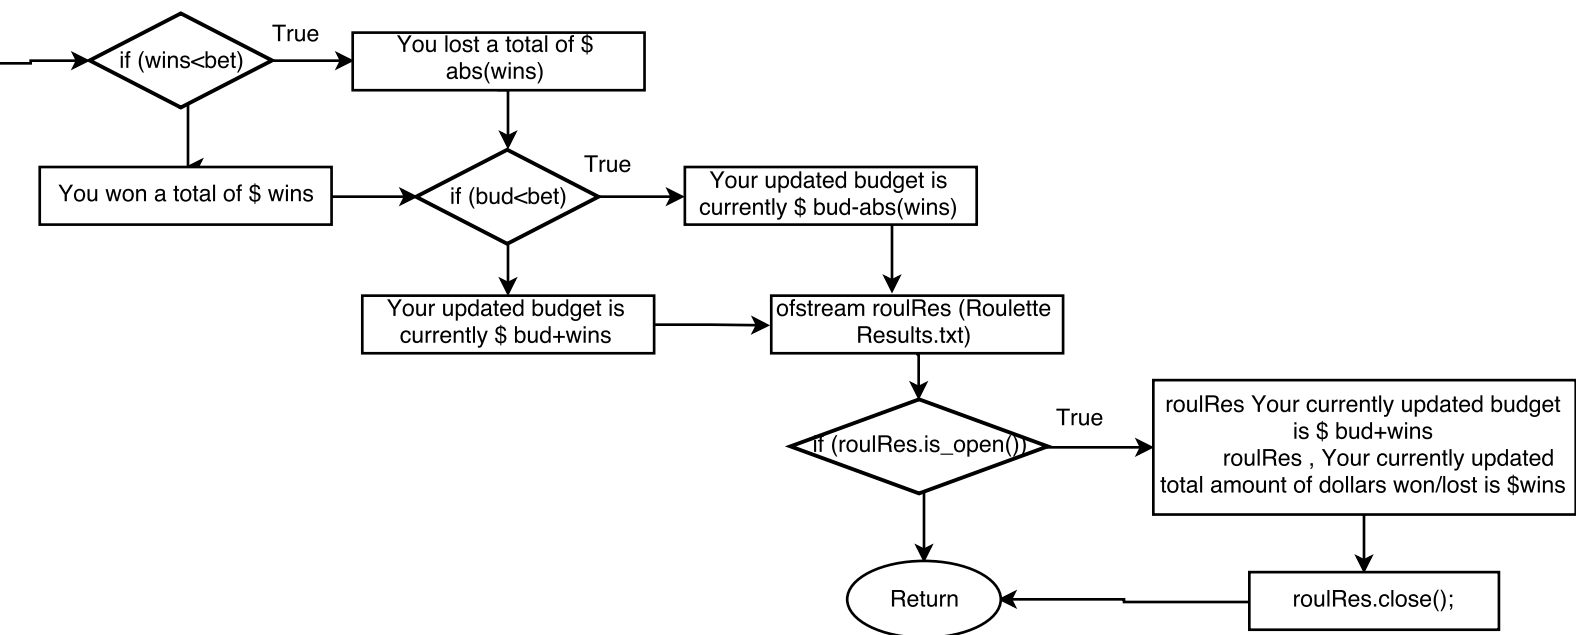 True
if (wins<bet)
You lost a total of $
abs(wins)
You won a total of $ wins
if (bud<bet)
True
Your updated budget is
currently $ bud-abs(wins)
Your updated budget is
currently $ bud+wins
ofstream roulRes (Roulette
Results.txt)
if (roulRes.is_open())
True
roulRes Your currently updated budget
is $ bud+wins
roulRes , Your currently updated
total amount of dollars won/lost is $wins
Return
roulRes.close();